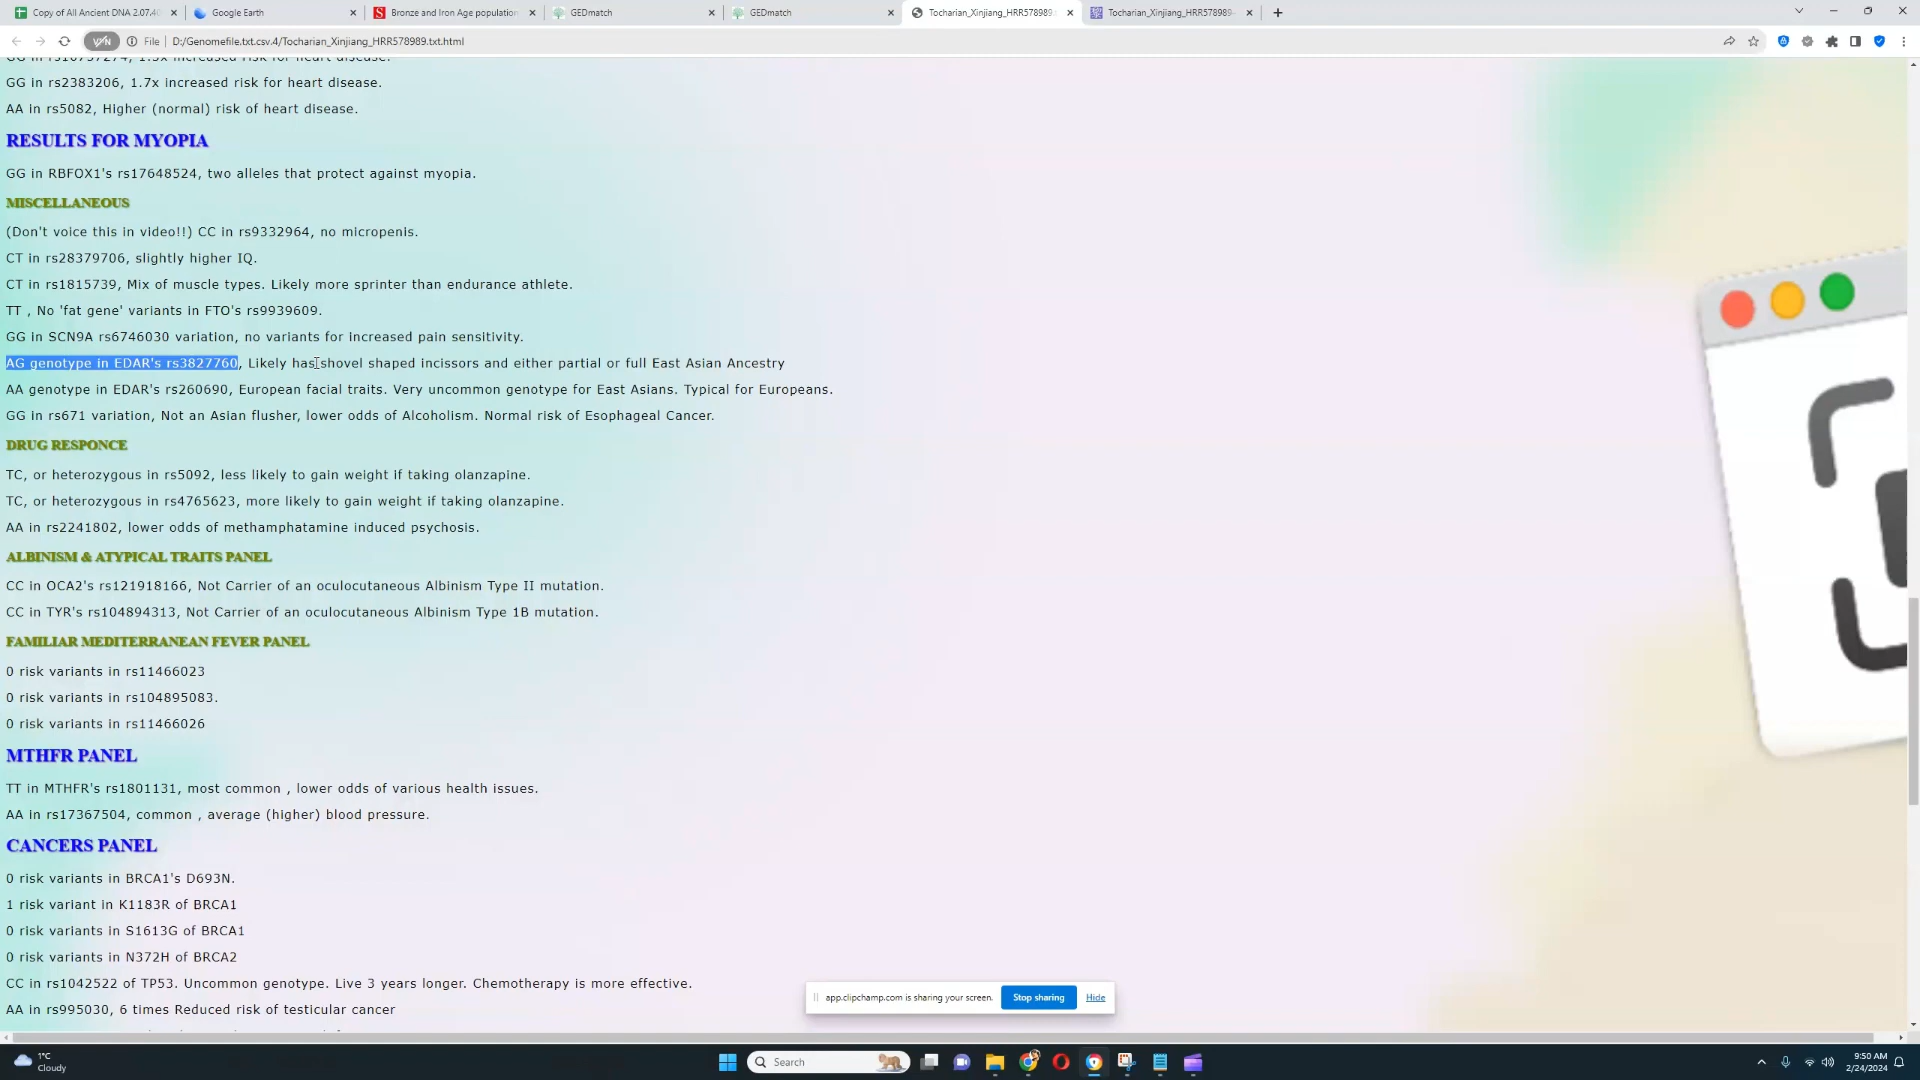 Copy of All Ancient DNA 2.07.40
Google Earth
Bronze and Iron Age population
GEDmatch
GEDmatch
Tocharian_Xinjiang_HRR578989
Tocharian_Xinjiang_HRR578989
File | D:/Genomefile.txt.csv.4/Tocharian_Xinjiang_HRR578989.txt.html
GG in rs2383206, 1.7x increased risk for heart disease.
AA in rs5082, Higher (normal) risk of heart disease.
RESULTS FOR MYOPIA
GG in RBFOX1's rs17648524, two alleles that protect against myopia.
MISCELLANEOUS
(Don't voice this in video!!) CC in rs9332964, no micropenis.
CT in rs28379706, slightly higher IQ.
CT in rs1815739, Mix of muscle types. Likely more sprinter than endurance athlete.
TT , No 'fat gene' variants in FTO's rs9939609.
GG in SCN9A rs6746030 variation, no variants for increased pain sensitivity.
AG genotype in EDAR's rs3827760, Likely has shovel shaped incissors and either partial or full East Asian Ancestry
AA genotype in EDAR's rs260690, European facial traits. Very uncommon genotype for East Asians. Typical for Europeans.
GG in rs671 variation, Not an Asian flusher, lower odds of Alcoholism. Normal risk of Esophageal Cancer.
DRUG RESPONCE
TC, or heterozygous in rs5092, less likely to gain weight if taking olanzapine.
TC, or heterozygous in rs4765623, more likely to gain weight if taking olanzapine.
AA in rs2241802, lower odds of methamphatamine induced psychosis.
ALBINISM & ATYPICAL TRAITS PANEL
CC in OCA2's rs121918166, Not Carrier of an oculocutaneous Albinism Type II mutation.
CC in TYR's rs104894313, Not Carrier of an oculocutaneous Albinism Type 1B mutation.
FAMILIAR MEDITERRANEAN FEVER PANEL
0 risk variants in rs11466023
0 risk variants in rs104895083.
0 risk variants in rs11466026
MTHFR PANEL
TT in MTHFR's rs1801131, most common , lower odds of various health issues.
AA in rs17367504, common , average (higher) blood pressure.
CANCERS PANEL
0 risk variants in BRCA1's D693N.
1 risk variant in K1183R of BRCA1
0 risk variants in S1613G of BRCA1
0 risk variants in N372H of BRCA2
CC in rs1042522 of TP53. Uncommon genotype. Live 3 years longer. Chemotherapy is more effective.
AA in rs995030, 6 times Reduced risk of testicular cancer
app.clipchamp.com is sharing your screen. Stop sharing Hide
1°C
Cloudy
Search
9:50 AM
2/24/2024